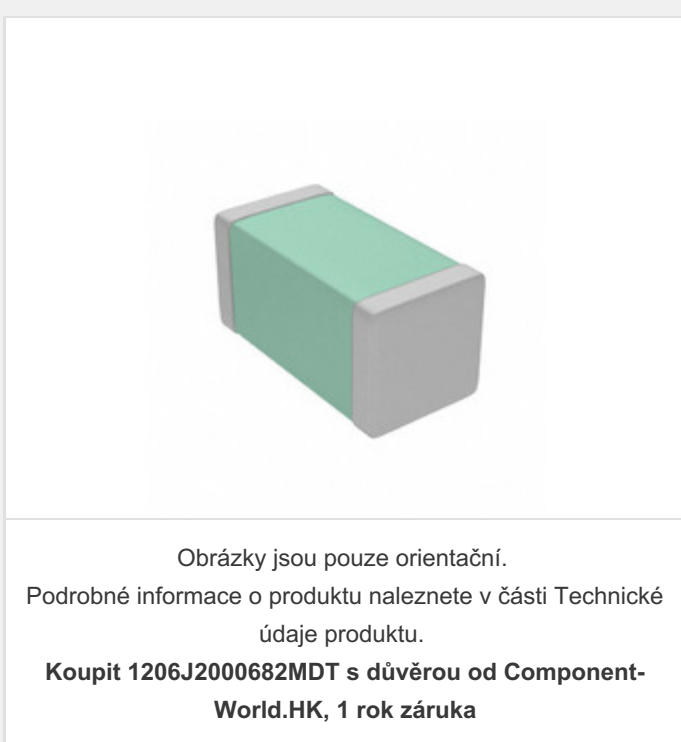 Obrázky jsou pouze orientační.
Podrobné informace o produktu naleznete v části Technické
údaje produktu.
Koupit 1206J2000682MDT s důvěrou od Component-
World.HK, 1 rok záruka